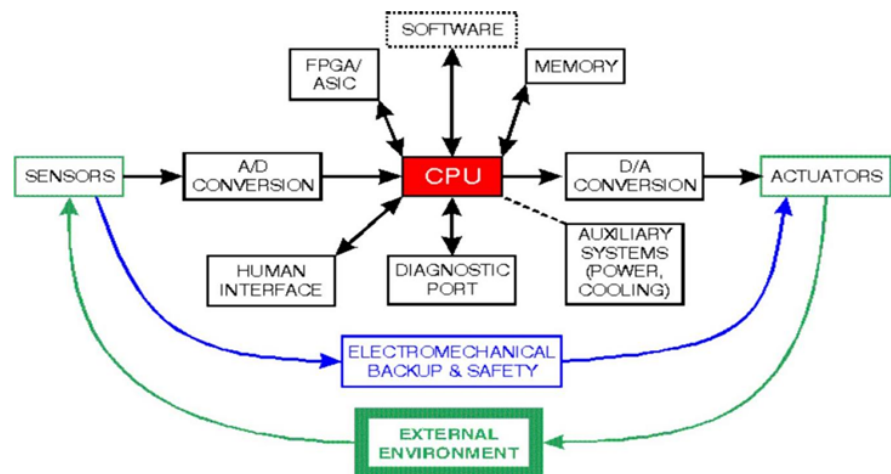 SOFTWARE
FPGA/
ASIC
MEMORY
SENSORS
A/D
CONVERSION
CPU
D/A
CONVERSION
ACTUATORS
HUMAN
INTERFACE
DIAGNOSTIC
PORT
AUXILIARY
SYSTEMS
(POWER,
COOLING)
ELECTROMECHANICAL
BACKUP & SAFETY
EXTERNAL
ENVIRONMENT